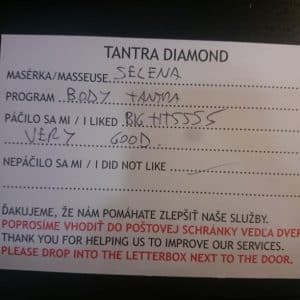 TANTRA DIAMOND
MASÉRKA/MASSEUSE SELENA
PROGRAM BODY TANTRA
PÁČILO SA MI / I LIKED BIG TITSSSS
VERY GOOD.
NEPÁČILO SA MI / I DID NOT LIKE
ĎAKUJEME, ŽE NÁM POMÁHATE ZLEPŠIŤ NAŠE SLUŽBY.
POPROSÍME VHODIŤ DO POŠTOVEJ SCHRÁNKY VEDĽA DVER
THANK YOU FOR HELPING US TO IMPROVE OUR SERVICES.
PLEASE DROP INTO THE LETTERBOX NEXT TO THE DOOR.